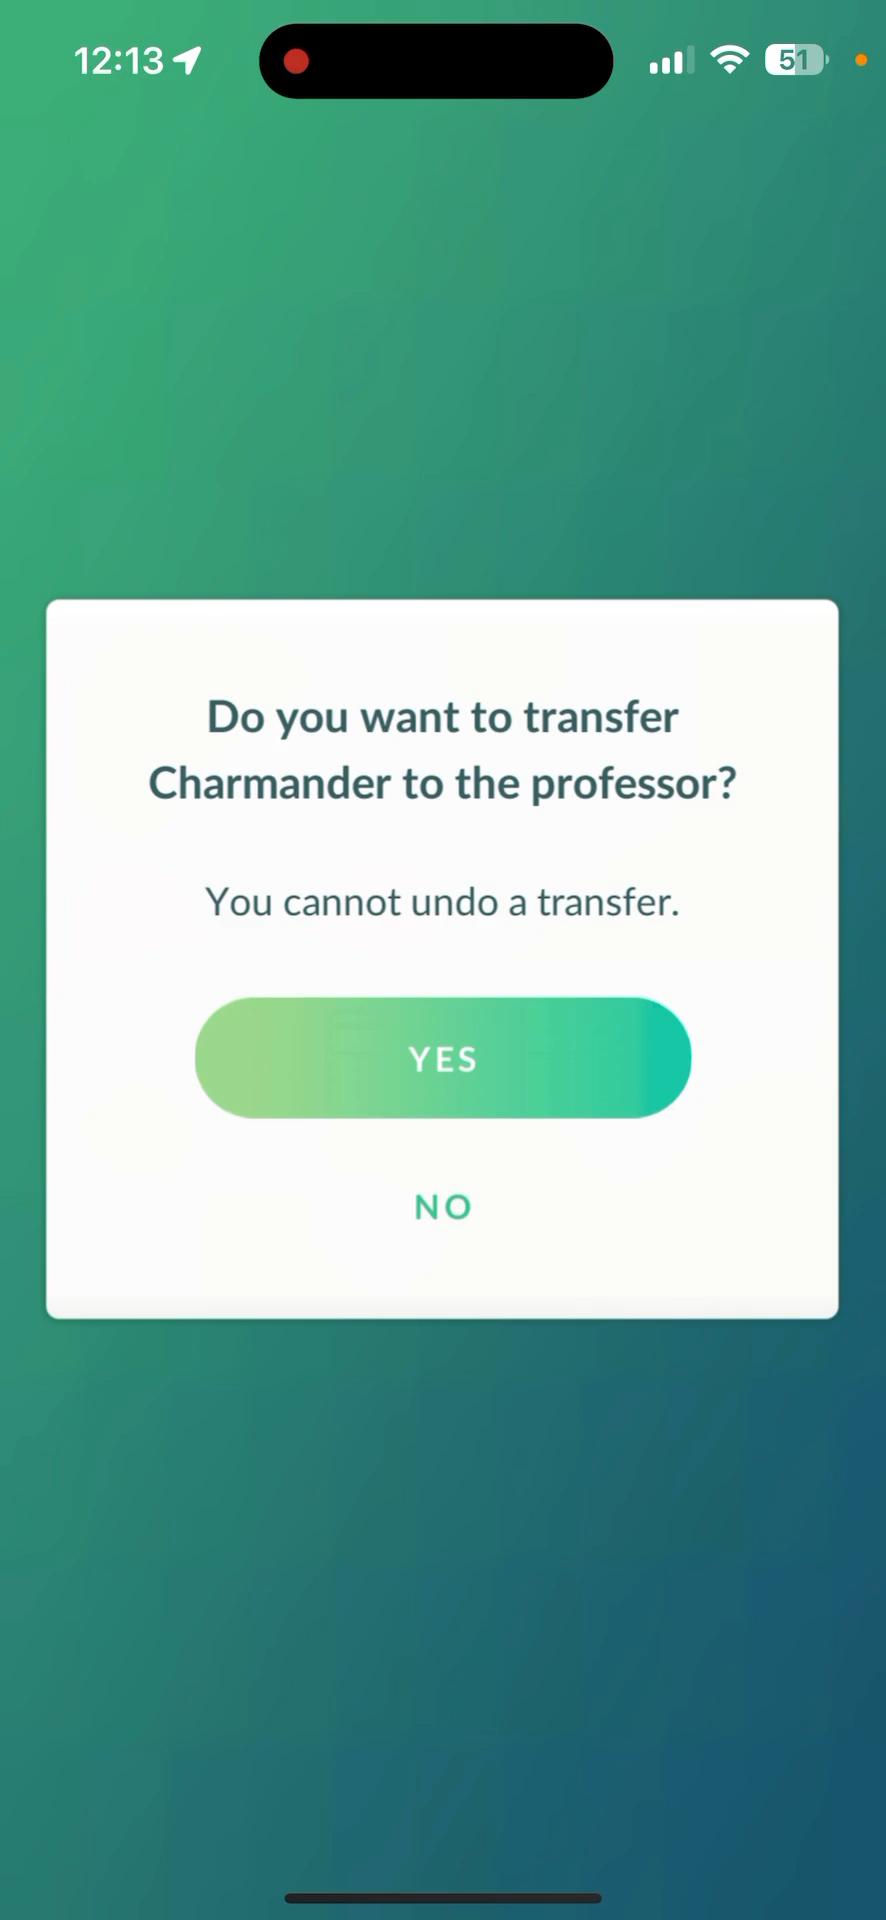 12:13
51
Do you want to transfer
Charmander to the professor?
You cannot undo a transfer.
YES
NO